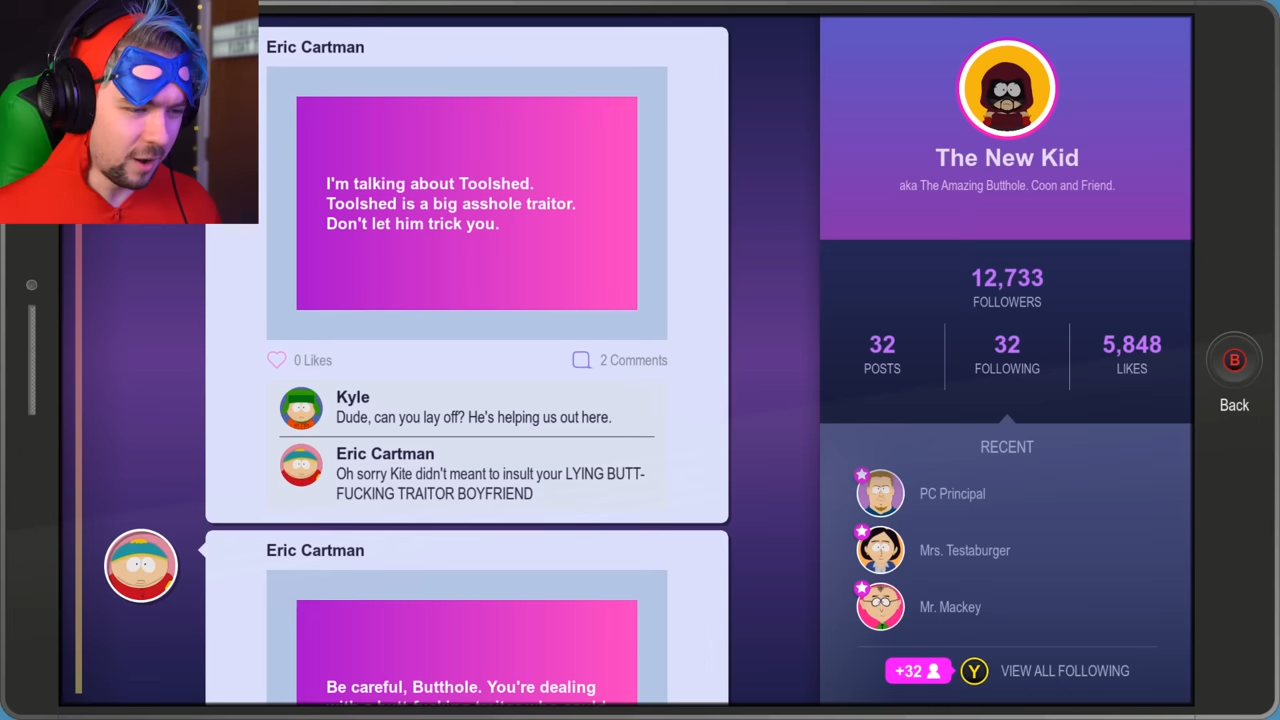 Eric Cartman
I'm talking about Toolshed.
Toolshed is a big asshole traitor.
Don't let him trick you.
0 Likes
2 Comments
Kyle
Dude, can you lay off? He's helping us out here.
Eric Cartman
Oh sorry Kite didn't meant to insult your LYING BUTT-
FUCKING TRAITOR BOYFRIEND
Eric Cartman
Be careful, Butthole. You're dealing
The New Kid
aka The Amazing Butthole. Coon and Friend.
12,733
FOLLOWERS
32
POSTS
32
FOLLOWING
5,848
LIKES
RECENT
PC Principal
Mrs. Testaburger
Mr. Mackey
+32
Y
VIEW ALL FOLLOWING
B
Back